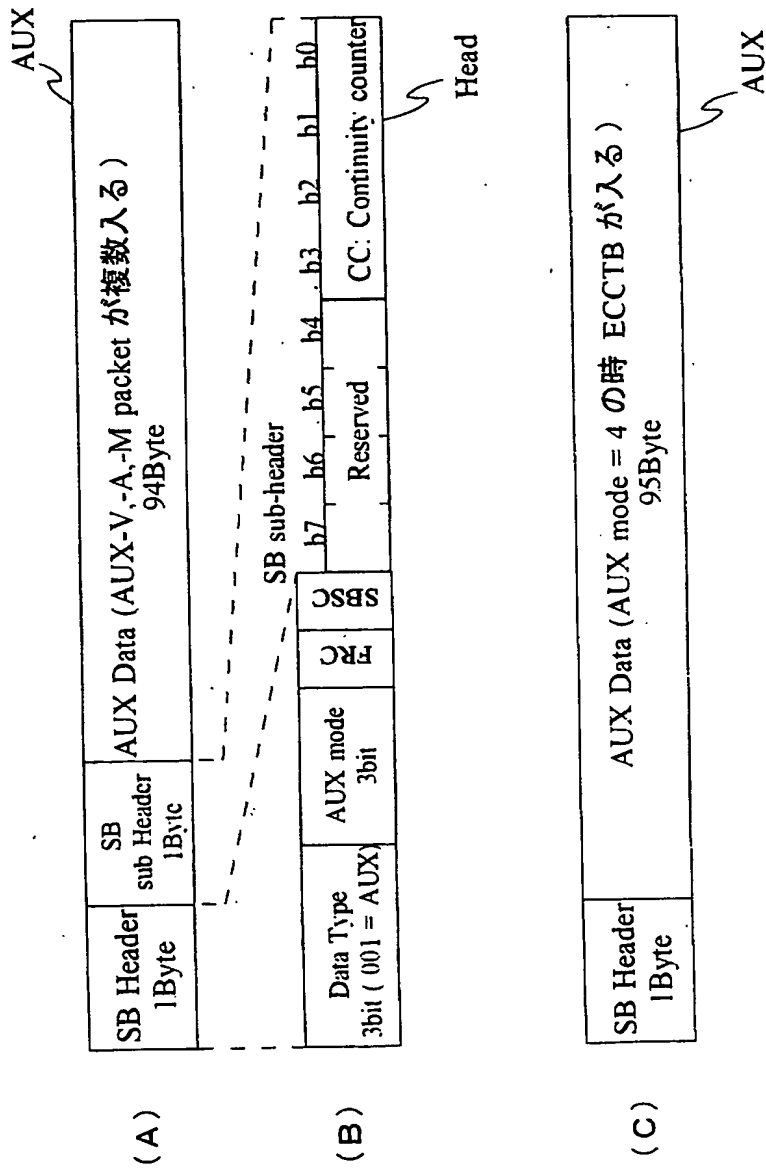 (A)
AUX
SB Header
1Byte
SB
sub Header
1Byte
AUX Data (AUX-V,-A,-M packet が複数入る)
94Byte
(B)
SB sub-header
b7 b6 b5 b4 b3 b2 b1 b0
Data Type
3bit ( 001 = AUX)
AUX mode
3bit
FRC
SBSC
Reserved
CC: Continuity counter
Head
(C)
SB Header
1Byte
AUX Data (AUX mode = 4 の時 ECCTB が入る)
95Byte
AUX